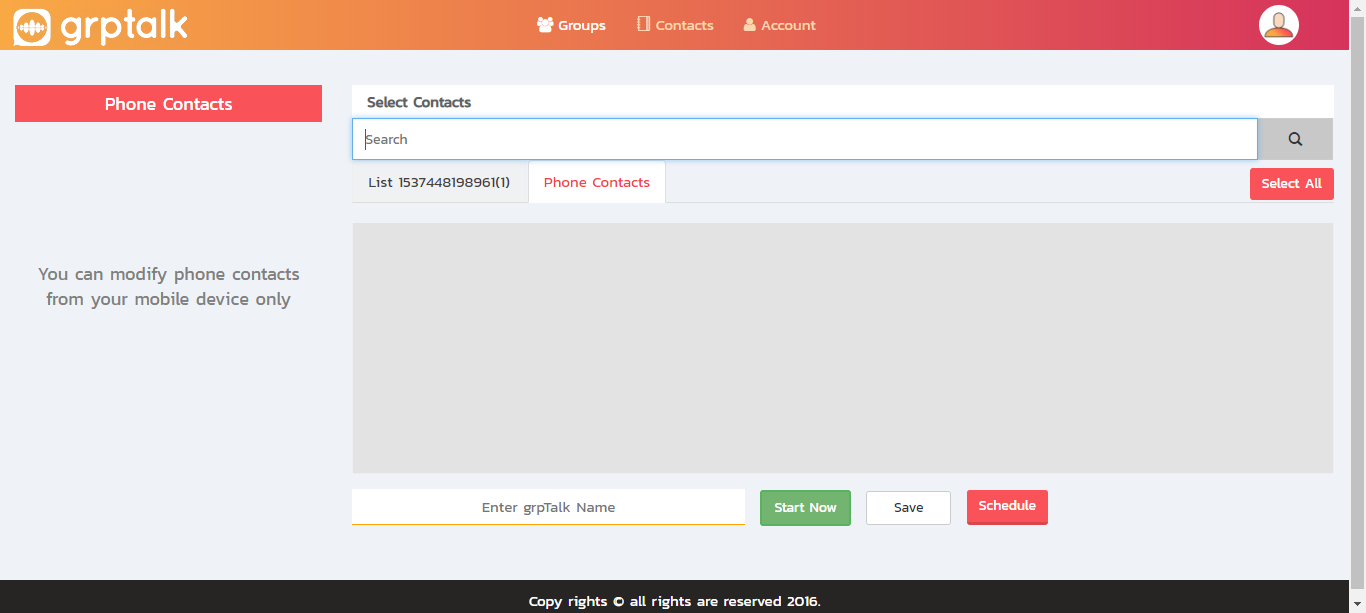 grptalk
Groups
Contacts
Account
Phone Contacts
You can modify phone contacts
from your mobile device only
Select Contacts
Search
List 1537448198961(1)
Phone Contacts
Select All
Enter grpTalk Name
Start Now
Save
Schedule
Copy rights © all rights are reserved 2016.